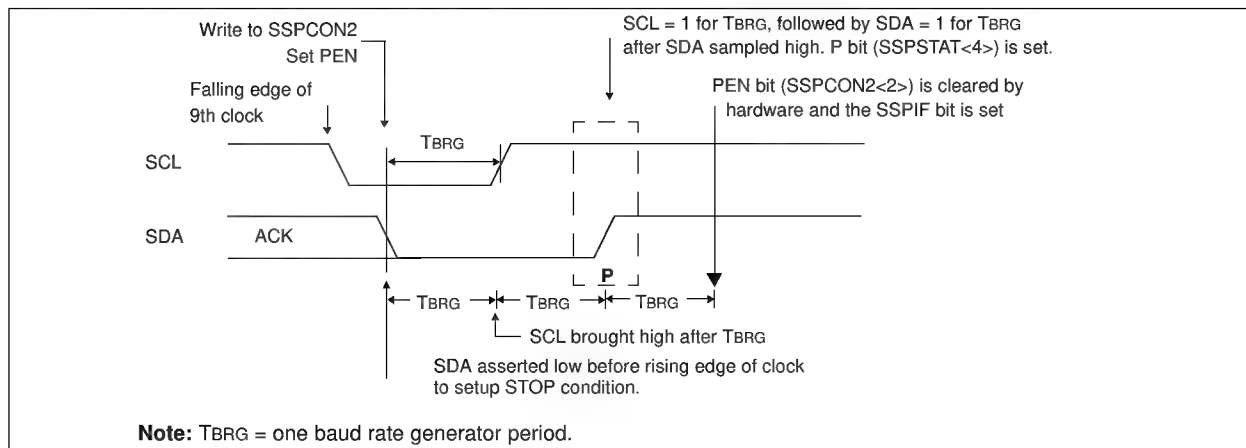 Write to SSPCON2
Set PEN
SCL = 1 for TBRG, followed by SDA = 1 for TBRG
after SDA sampled high. P bit (SSPSTAT<4>) is set.
Falling edge of
9th clock
PEN bit (SSPCON2<2>) is cleared by
hardware and the SSPIF bit is set
TBRG
SCL
SDA
ACK
P
TBRG
TBRG
TBRG
SCL brought high after TBRG
SDA asserted low before rising edge of clock
to setup STOP condition.
Note: TBRG = one baud rate generator period.